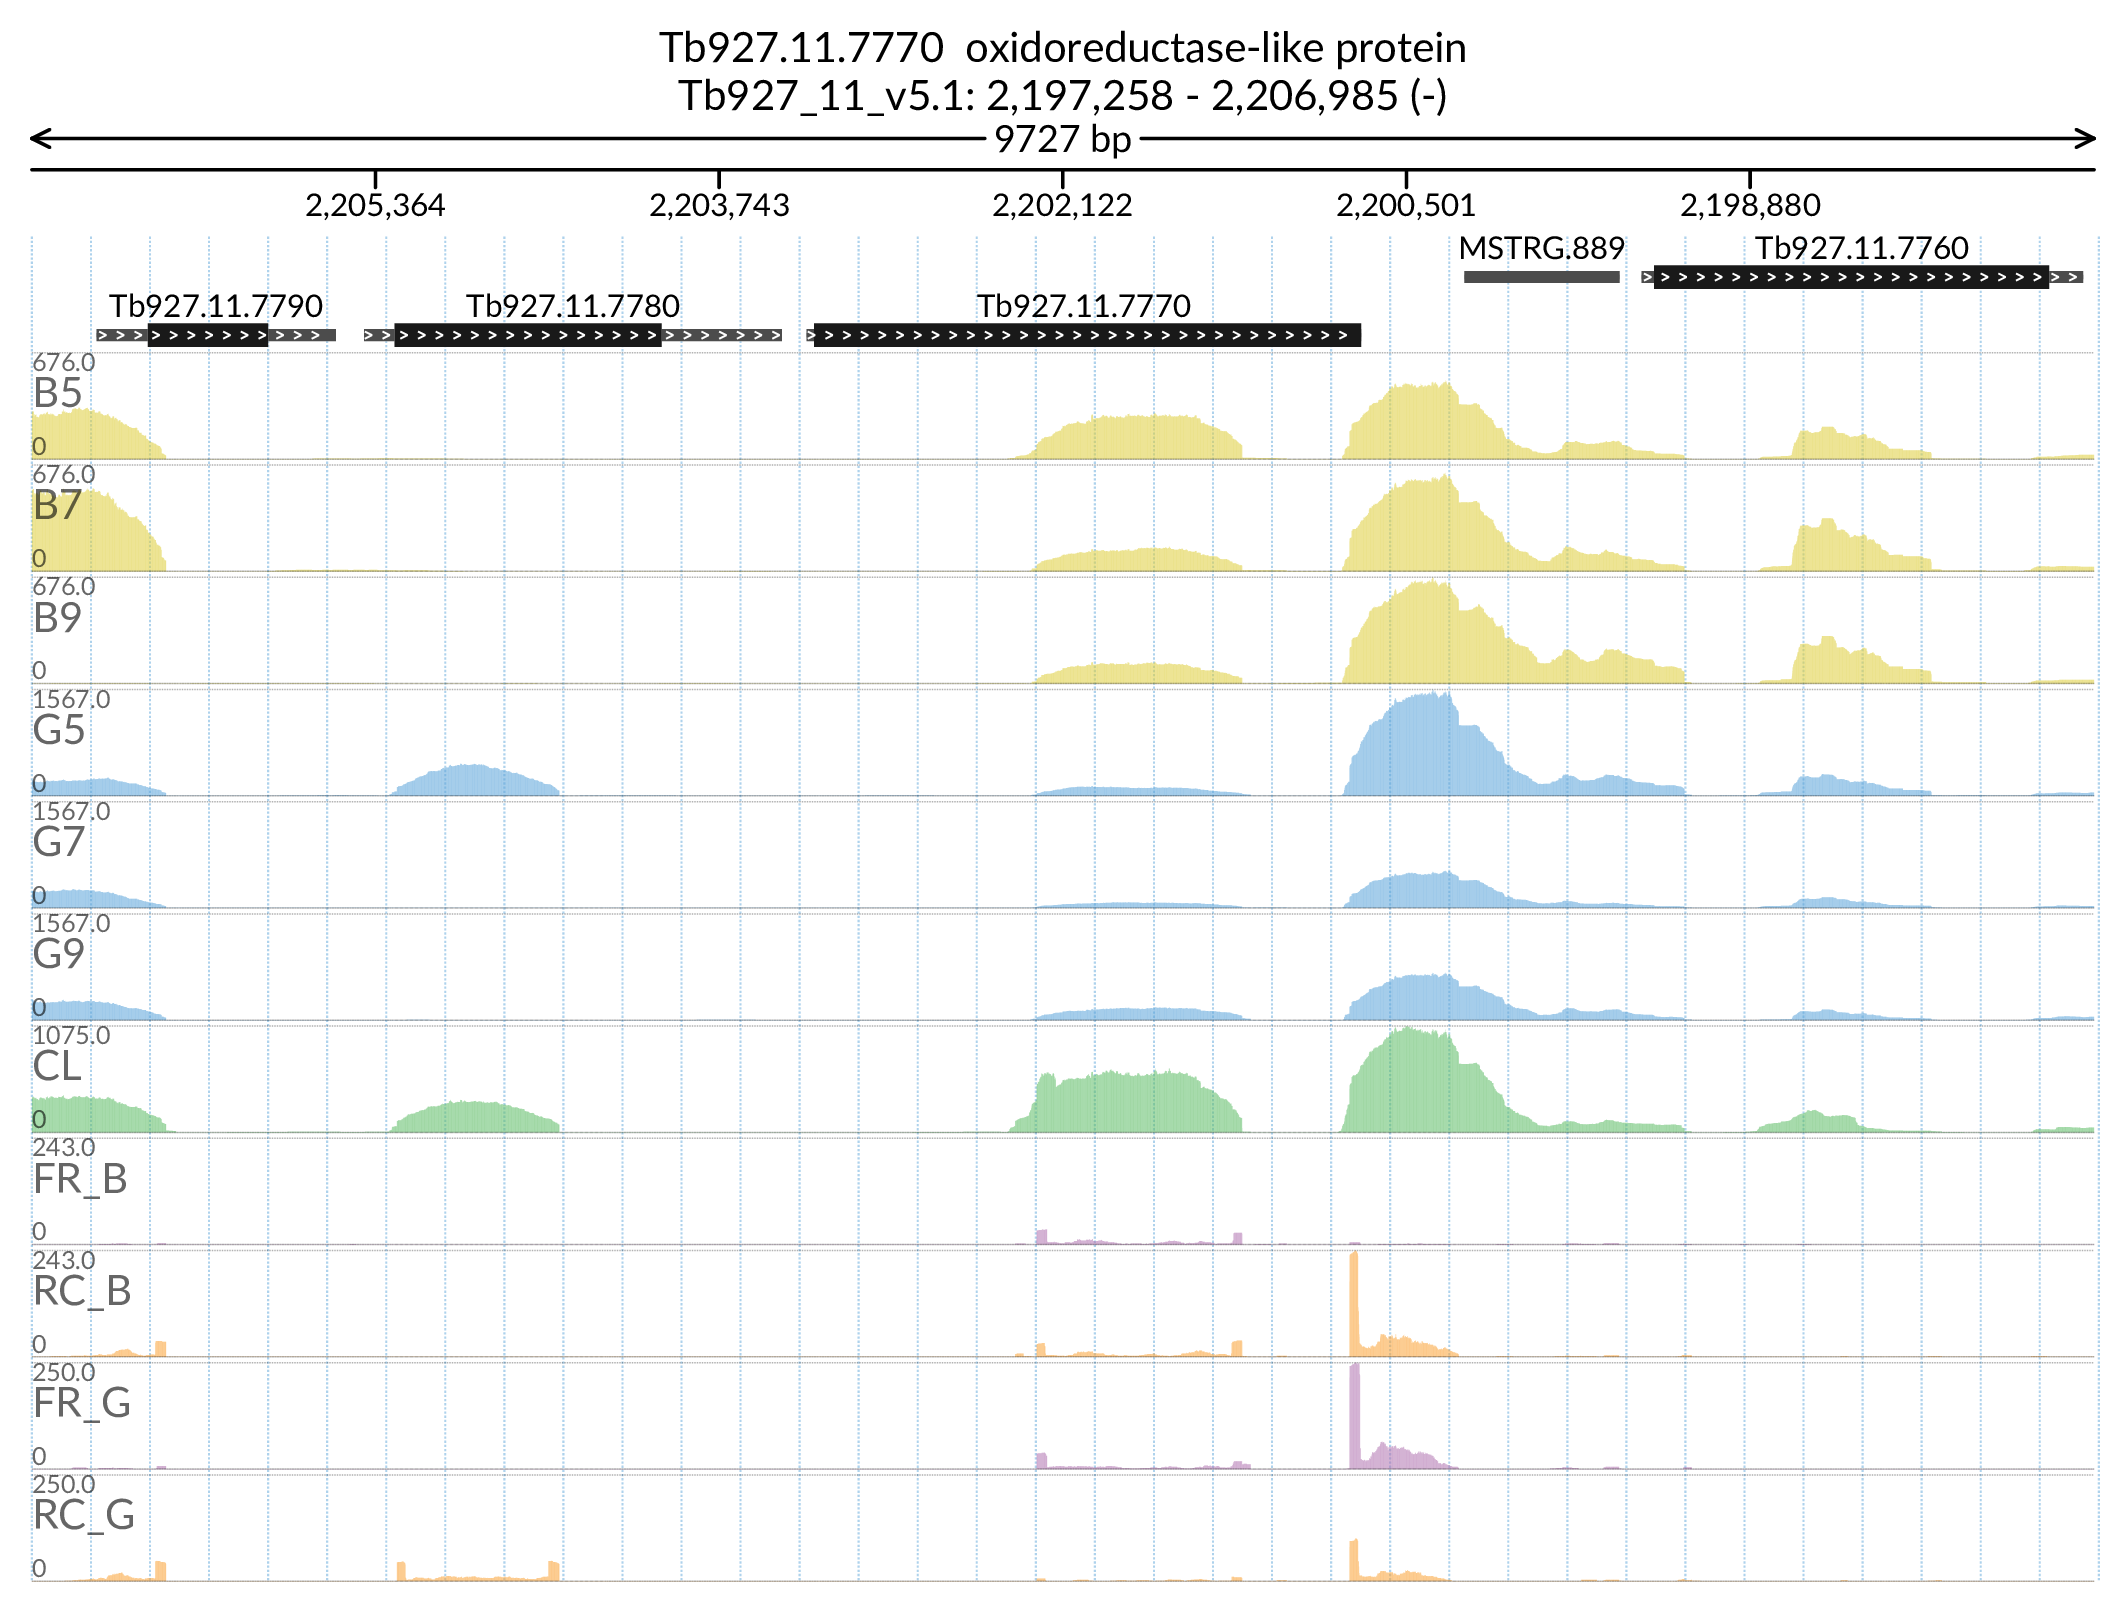 Tb927.11.7770 oxidoreductase-like protein
Tb927_11_v5.1: 2,197,258 - 2,206,985 (-)
9727 bp
2,205,364 2,203,743 2,202,122 2,200,501 2,198,880
MSTRG.889 Tb927.11.7760
Tb927.11.7790 Tb927.11.7780 Tb927.11.7770
676.0
B5
0
676.0
B7
0
676.0
B9
0
1567.0
G5
0
1567.0
G7
0
1567.0
G9
0
1075.0
CL
0
243.0
FR_B
0
243.0
RC_B
0
250.0
FR_G
0
250.0
RC_G
0